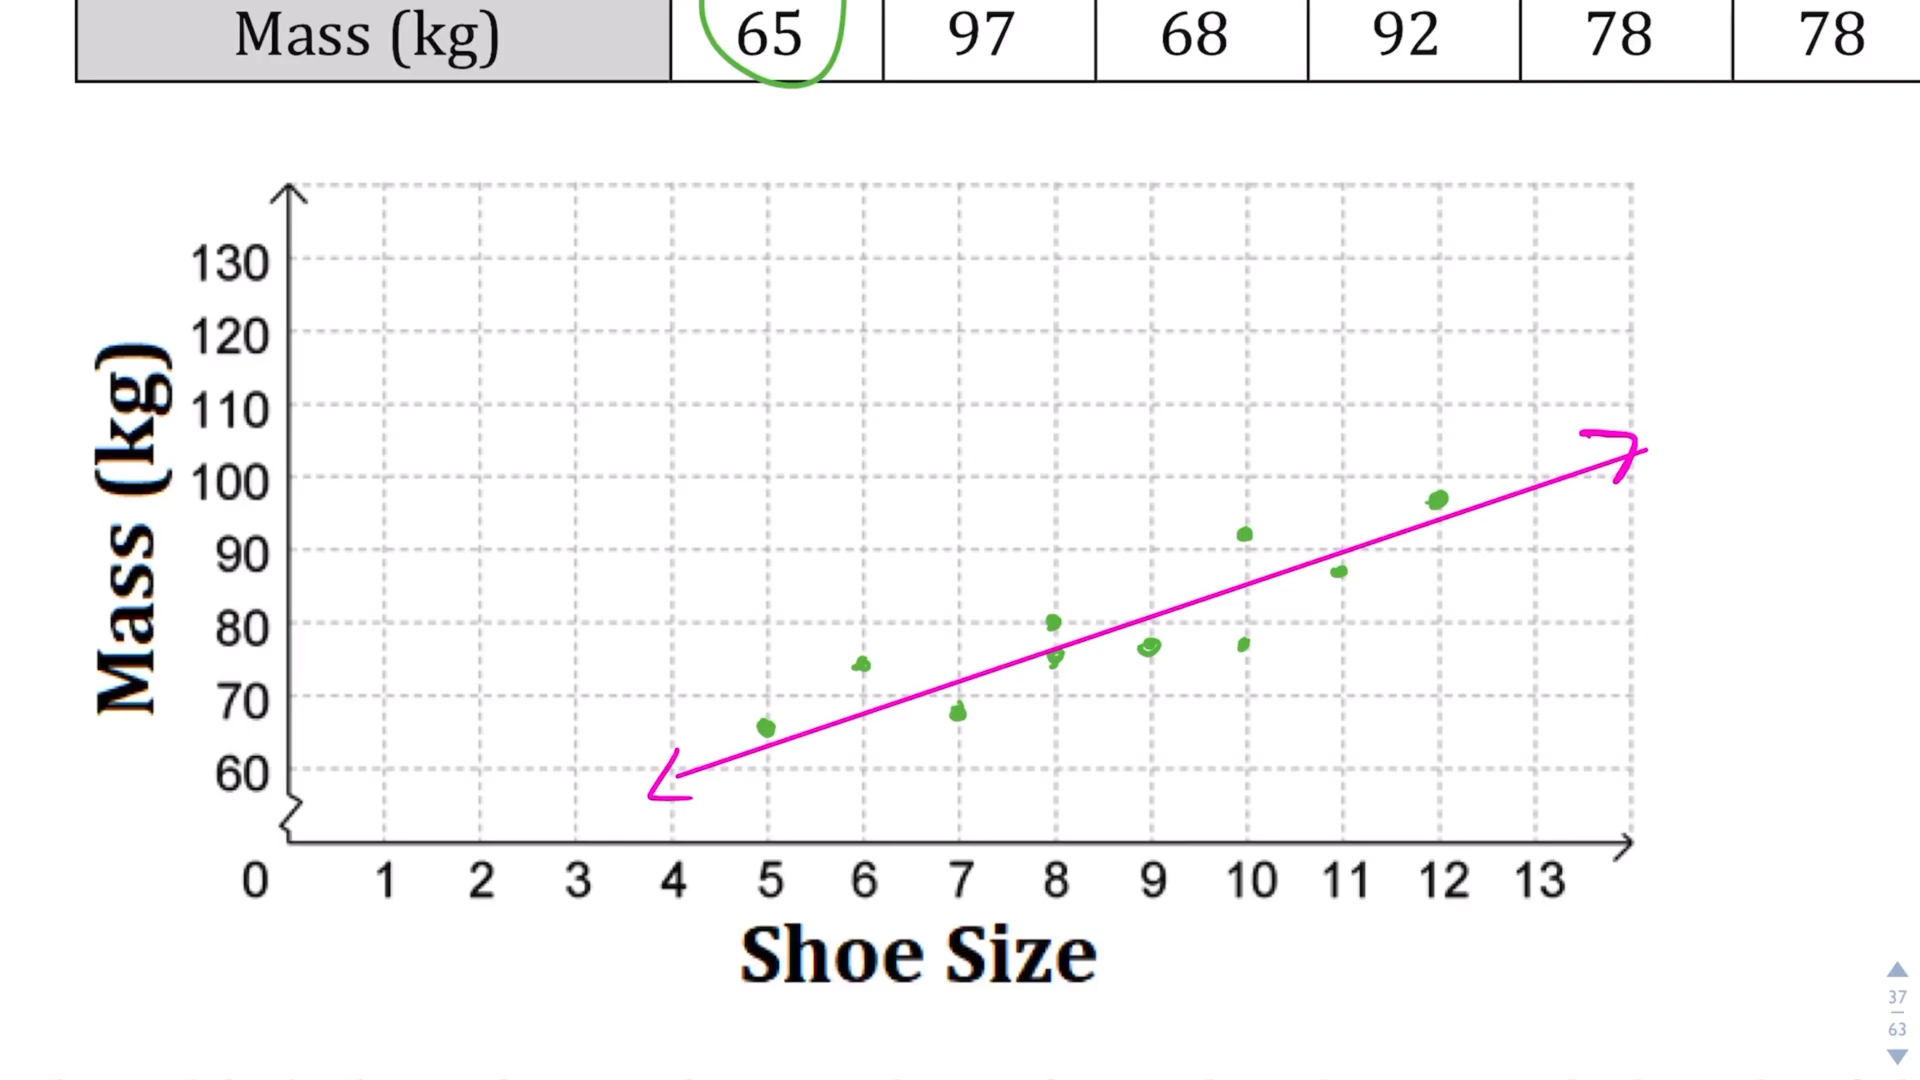 Mass (kg) 65 97 68 92 78 78
130
120
110
100
90
80
70
60
Mass (kg)
0 1 2 3 4 5 6 7 8 9 10 11 12 13
Shoe Size
37
63